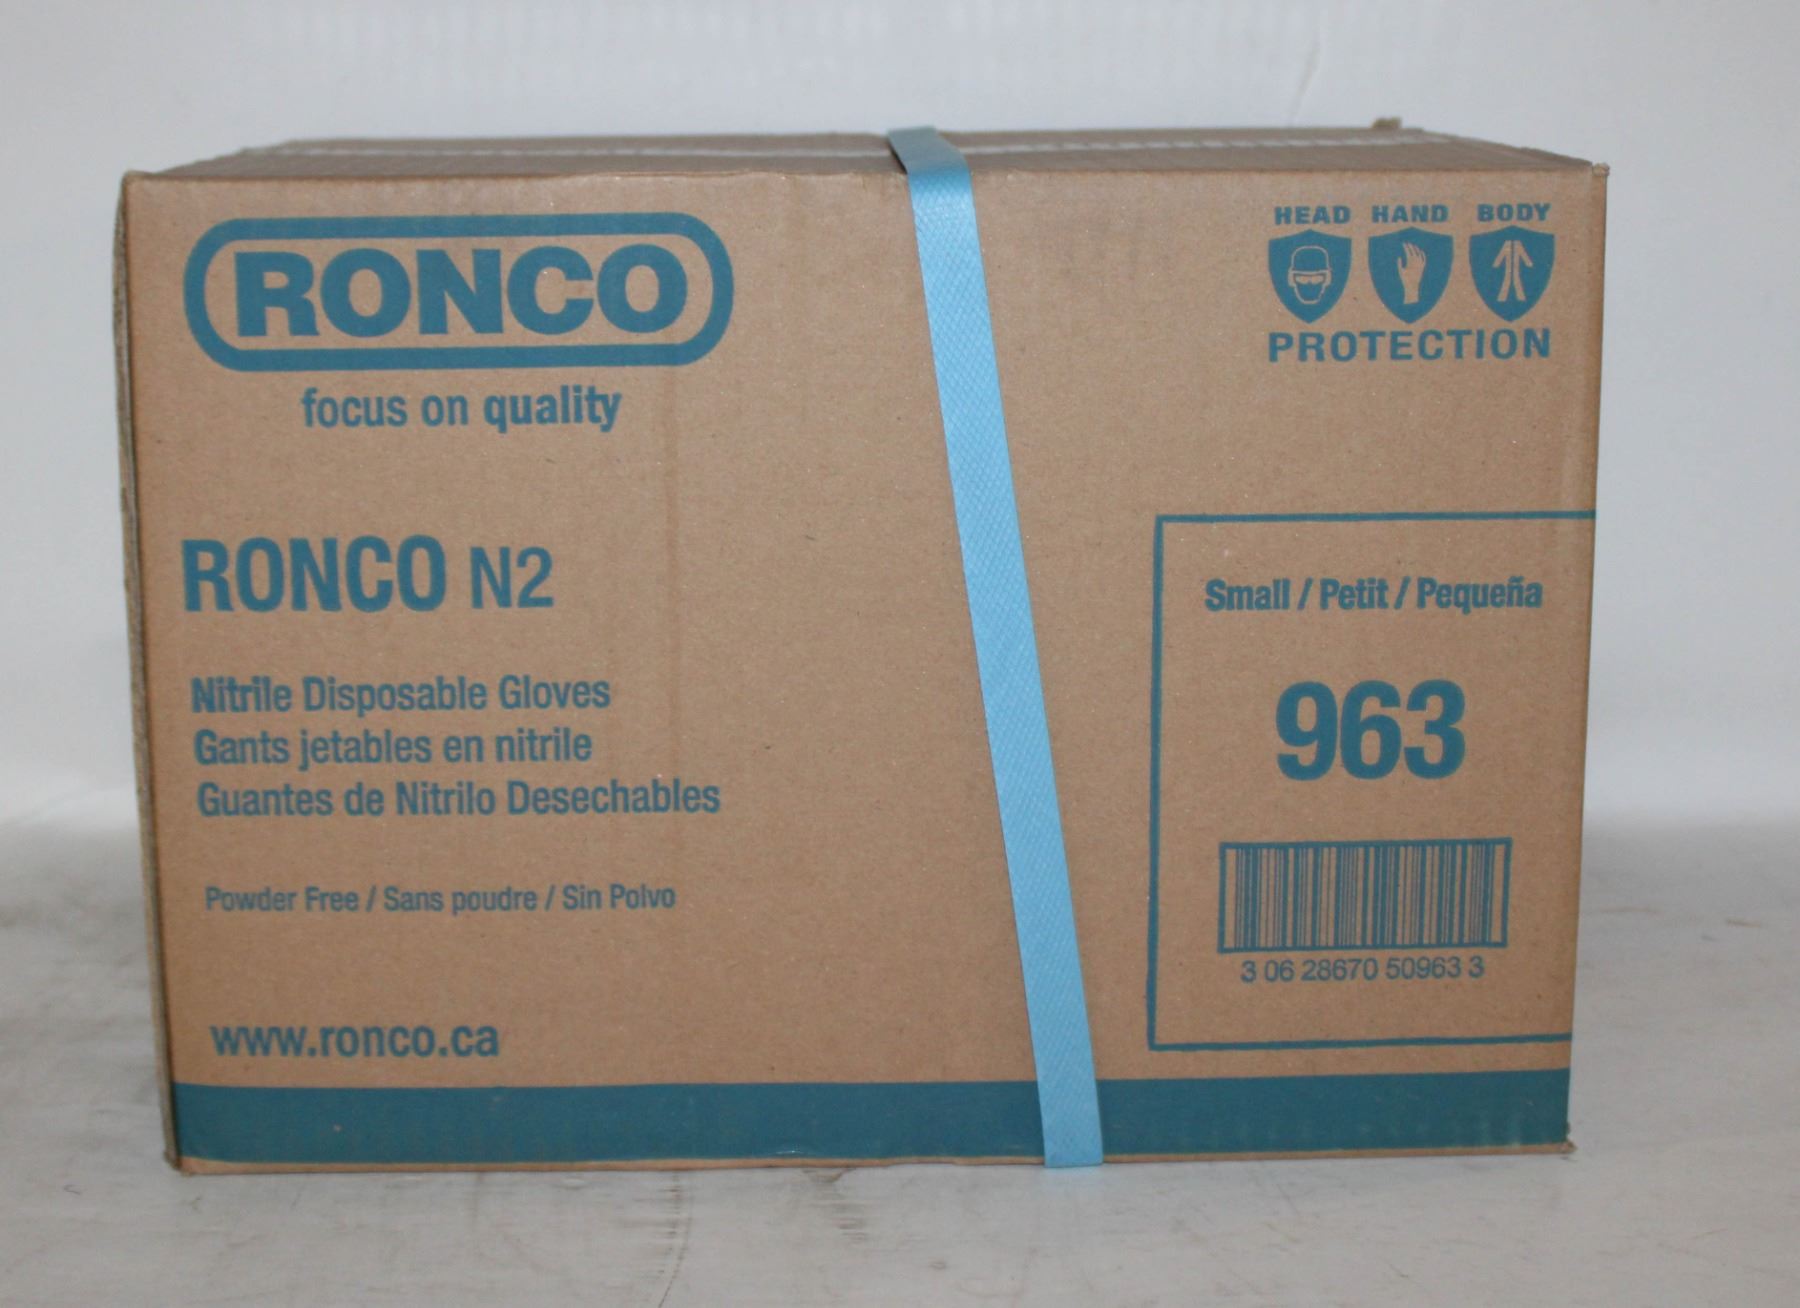 RONCO
focus on quality
HEAD HAND BODY
PROTECTION
RONCO N2
Nitrile Disposable Gloves
Gants jetables en nitrile
Guantes de Nitrilo Desechables
Powder Free / Sans poudre / Sin Polvo
www.ronco.ca
Small / Petit / Pequeña
963
3 06 28670 50963 3